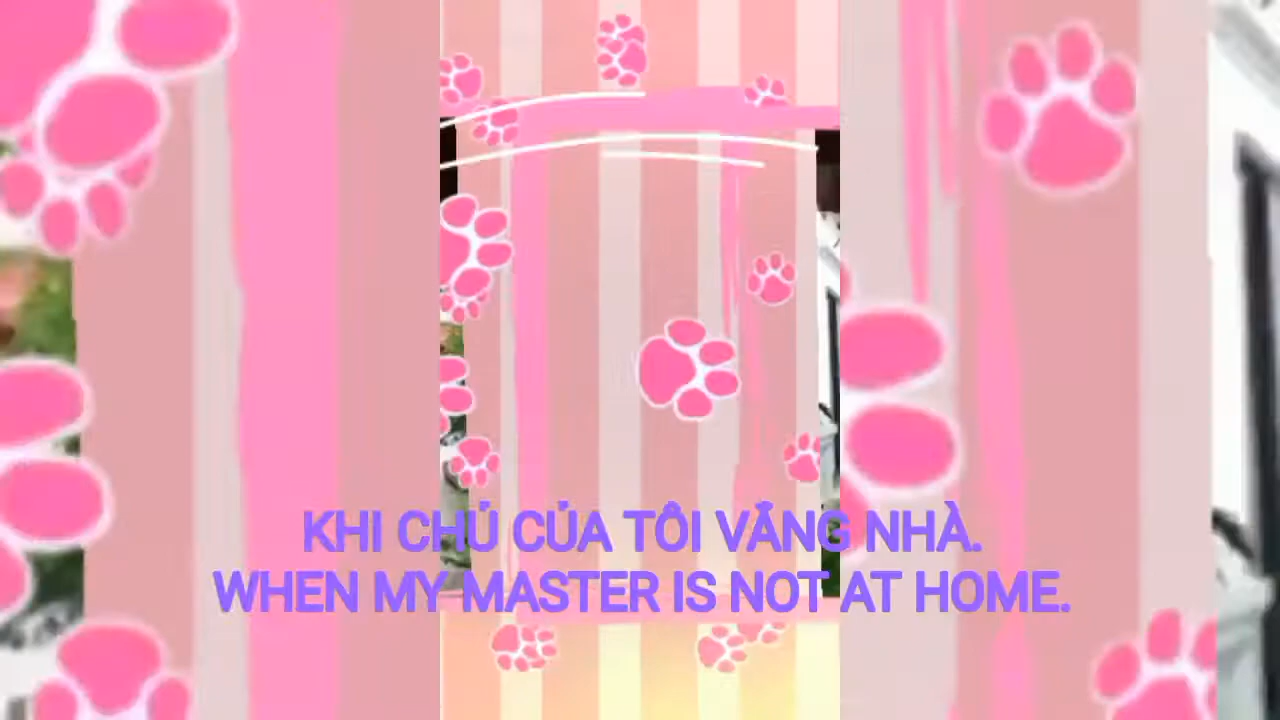 KHI CHỦ CỦA TÔI VẮNG NHÀ.
WHEN MY MASTER IS NOT AT HOME.